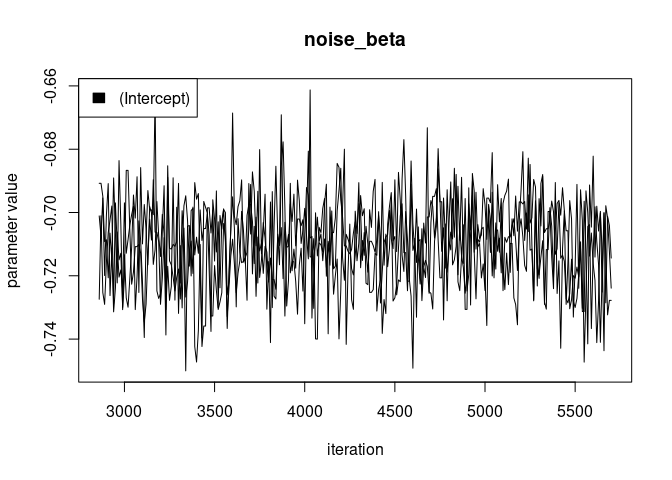 noise_beta
(Intercept)
-0.66
-0.68
-0.70
-0.72
-0.74
parameter value
3000 3500 4000 4500 5000 5500
iteration